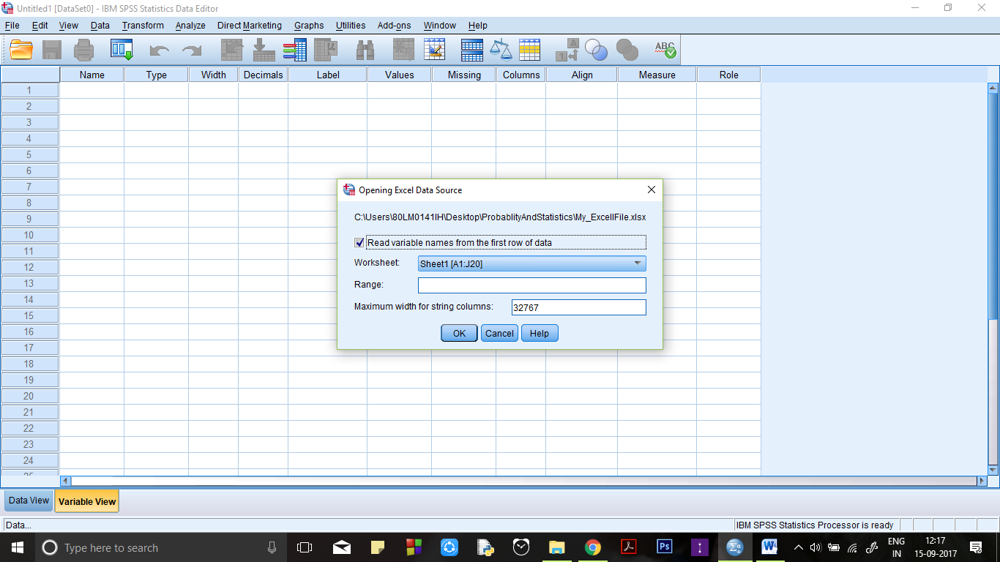 Untitled1 [DataSet0] - IBM SPSS Statistics Data Editor
File Edit View Data Transform Analyze Direct Marketing Graphs Utilities Add-ons Window Help
A
1
ABC
Name Type Width Decimals Label Values Missing Columns Align Measure Role
1
2
3
4
5
6
7
8
9
10
11
12
13
14
15
16
17
18
19
20
21
22
23
24
25
Opening Excel Data Source
C:\Users\80LM0141IH\Desktop\ProbablityAndStatistics\My_ExcellFile.xlsx
Read variable names from the first row of data
Worksheet: Sheet1 [A1:J20]
Range:
Maximum width for string columns: 32767
OK Cancel Help
Data View Variable View
Data... IBM SPSS Statistics Processor is ready
Type here to search
Ps
ENG 12:17
IN 15-09-2017